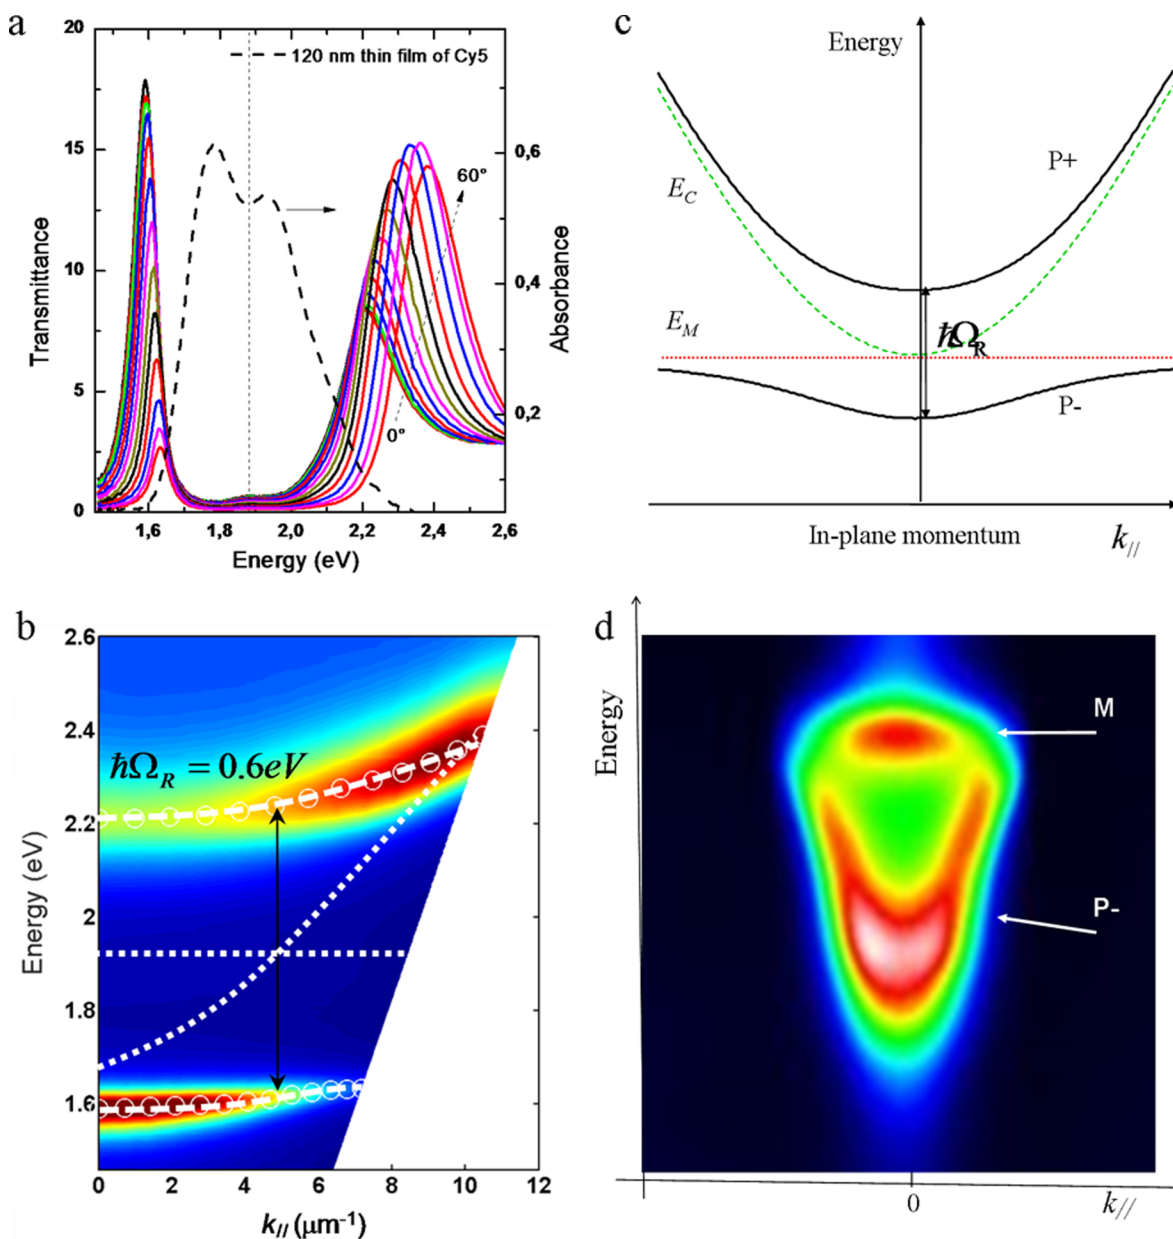 a
20
15
10
5
0
Transmittance
120 nm thin film of Cy5
60°
0°
0,6
0,4
0,2
Absorbance
1,6
1,8
2,0
2,2
2,4
2,6
Energy (eV)
c
Energy
P+
E_C
E_M
ℏΩ_R
P-
In-plane momentum
k_//
b
2.6
2.4
2.2
2
1.8
1.6
Energy (eV)
ℏΩ_R = 0.6eV
0
2
4
6
8
10
12
k_// (µm⁻¹)
d
Energy
M
P-
0
k_//